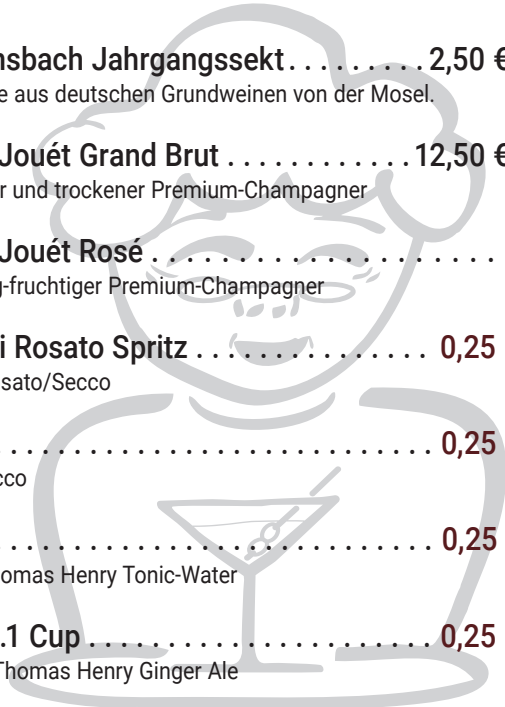 nsbach Jahrgangssekt.........2,50 €
e aus deutschen Grundweinen von der Mosel.
Jouét Grand Brut ............12,50 €
r und trockener Premium-Champagner
Jouét Rosé .....................
g-fruchtiger Premium-Champagner
i Rosato Spritz ............... 0,25
sato/Secco
............................ 0,25
cco
............................ 0,25
omas Henry Tonic-Water
.1 Cup ...................... 0,25
Thomas Henry Ginger Ale